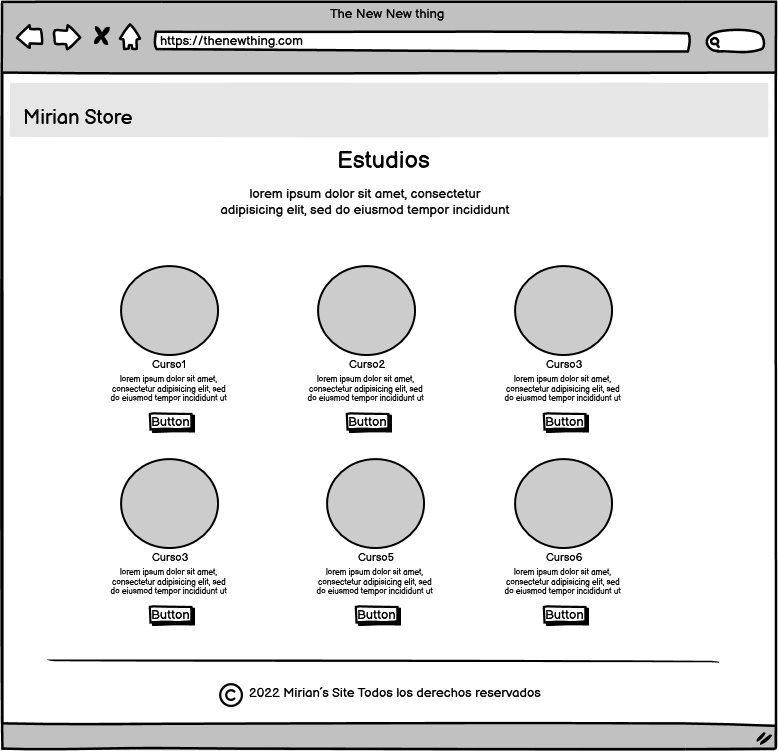 The New New thing
https://thenewthing.com
Mirian Store
Estudios
lorem ipsum dolor sit amet, consectetur
adipisicing elit, sed do eiusmod tempor incididunt
Curso1
lorem ipsum dolor sit amet,
consectetur adipisicing elit, sed
do eiusmod tempor incididunt ut
Button
Curso2
lorem ipsum dolor sit amet,
consectetur adipisicing elit, sed
do eiusmod tempor incididunt ut
Button
Curso3
lorem ipsum dolor sit amet,
consectetur adipisicing elit, sed
do eiusmod tempor incididunt ut
Button
Curso3
lorem ipsum dolor sit amet,
consectetur adipisicing elit, sed
do eiusmod tempor incididunt ut
Button
Curso5
lorem ipsum dolor sit amet,
consectetur adipisicing elit, sed
do eiusmod tempor incididunt ut
Button
Curso6
lorem ipsum dolor sit amet,
consectetur adipisicing elit, sed
do eiusmod tempor incididunt ut
Button
© 2022 Mirian´s Site Todos los derechos reservados